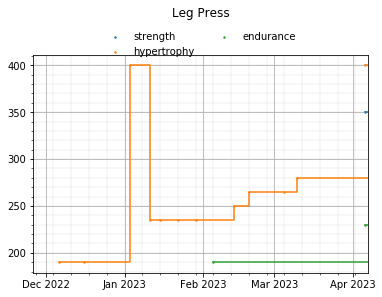 Leg Press
strength
hypertrophy
endurance
400
350
300
250
200
Dec 2022 Jan 2023 Feb 2023 Mar 2023 Apr 2023